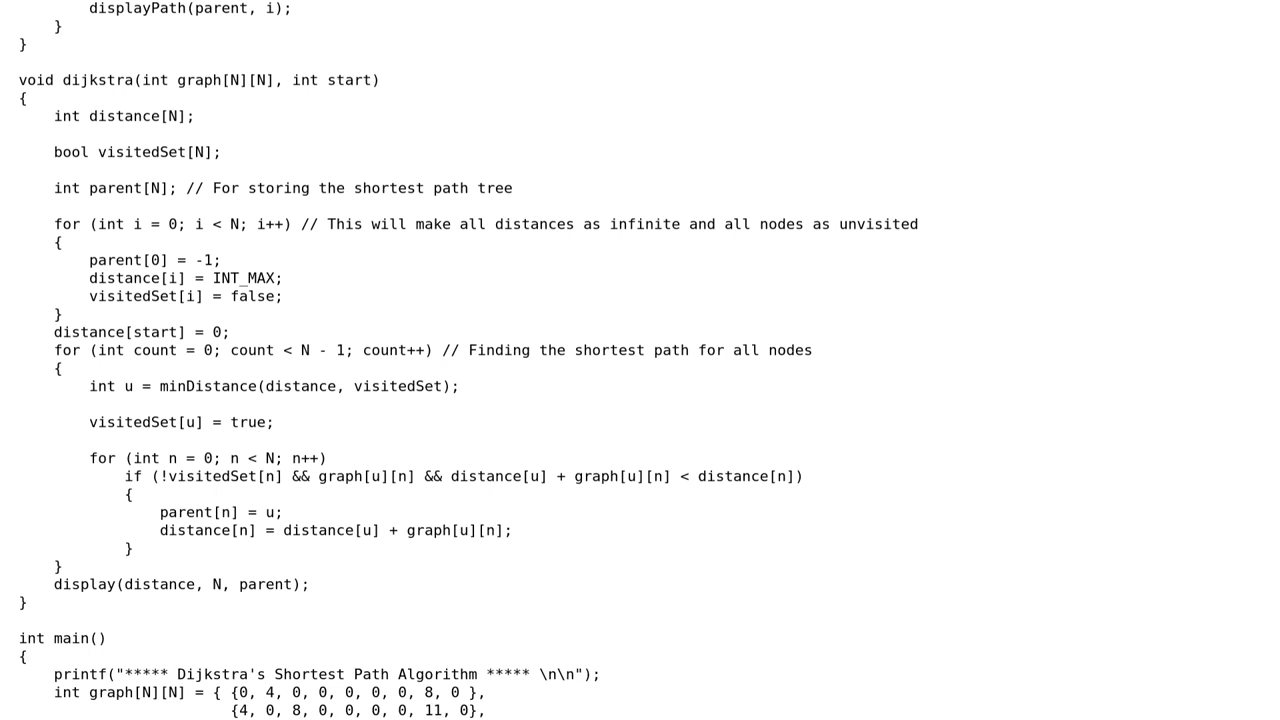 displayPath(parent, i);
    }
}
void dijkstra(int graph[N][N], int start)
{
    int distance[N];
    bool visitedSet[N];
    int parent[N]; // For storing the shortest path tree
    for (int i = 0; i < N; i++) // This will make all distances as infinite and all nodes as unvisited
    {
        parent[0] = -1;
        distance[i] = INT_MAX;
        visitedSet[i] = false;
    }
    distance[start] = 0;
    for (int count = 0; count < N - 1; count++) // Finding the shortest path for all nodes
    {
        int u = minDistance(distance, visitedSet);
        visitedSet[u] = true;
        for (int n = 0; n < N; n++)
            if (!visitedSet[n] && graph[u][n] && distance[u] + graph[u][n] < distance[n])
            {
                parent[n] = u;
                distance[n] = distance[u] + graph[u][n];
            }
    }
    display(distance, N, parent);
}
int main()
{
    printf("***** Dijkstra's Shortest Path Algorithm ***** \n\n");
    int graph[N][N] = { {0, 4, 0, 0, 0, 0, 0, 8, 0 },
                        {4, 0, 8, 0, 0, 0, 0, 11, 0},